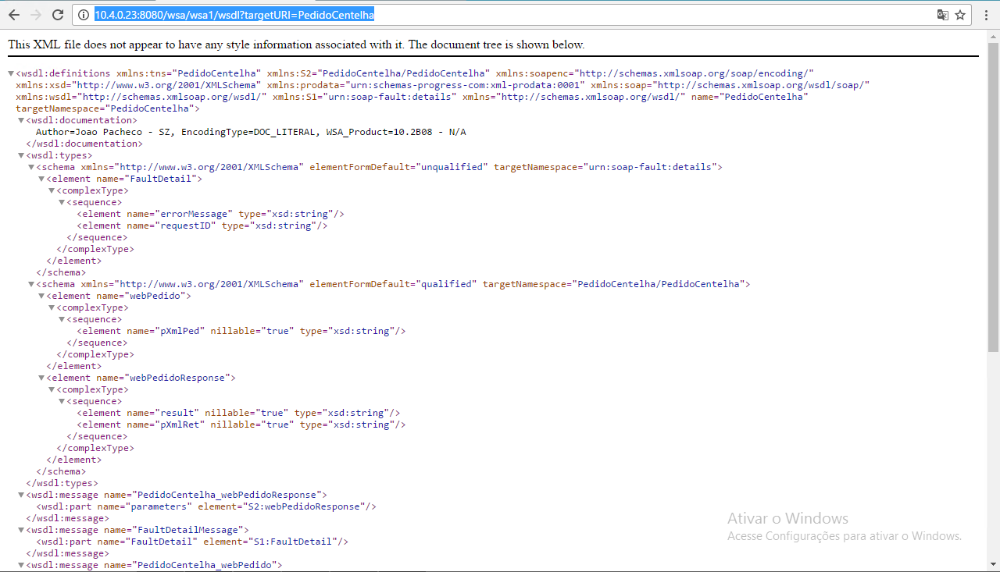 10.4.0.23:8080/wsa/wsa1/wsdl?targetURI=PedidoCentelha
This XML file does not appear to have any style information associated with it. The document tree is shown below.
<wsdl:definitions xmlns:tns="PedidoCentelha" xmlns:S2="PedidoCentelha/PedidoCentelha" xmlns:soapenc="http://schemas.xmlsoap.org/soap/encoding/"
xmlns:xsd="http://www.w3.org/2001/XMLSchema" xmlns:prodata="urn:schemas-progress-com:xml-prodata:0001" xmlns:soap="http://schemas.xmlsoap.org/wsdl/soap/"
xmlns:wsdl="http://schemas.xmlsoap.org/wsdl/" xmlns:S1="urn:soap-fault:details" xmlns="http://schemas.xmlsoap.org/wsdl/" name="PedidoCentelha"
targetNamespace="PedidoCentelha">
<wsdl:documentation>
Author=Joao Pacheco - SZ, EncodingType=DOC_LITERAL, WSA_Product=10.2B08 - N/A
</wsdl:documentation>
<wsdl:types>
<schema xmlns="http://www.w3.org/2001/XMLSchema" elementFormDefault="unqualified" targetNamespace="urn:soap-fault:details">
<element name="FaultDetail">
<complexType>
<sequence>
<element name="errorMessage" type="xsd:string"/>
<element name="requestID" type="xsd:string"/>
</sequence>
</complexType>
</element>
</schema>
<schema xmlns="http://www.w3.org/2001/XMLSchema" elementFormDefault="qualified" targetNamespace="PedidoCentelha/PedidoCentelha">
<element name="webPedido">
<complexType>
<sequence>
<element name="pXmlPed" nillable="true" type="xsd:string"/>
</sequence>
</complexType>
</element>
<element name="webPedidoResponse">
<complexType>
<sequence>
<element name="result" nillable="true" type="xsd:string"/>
<element name="pXmlRet" nillable="true" type="xsd:string"/>
</sequence>
</complexType>
</element>
</schema>
</wsdl:types>
<wsdl:message name="PedidoCentelha_webPedidoResponse">
<wsdl:part name="parameters" element="S2:webPedidoResponse"/>
</wsdl:message>
<wsdl:message name="FaultDetailMessage">
<wsdl:part name="FaultDetail" element="S1:FaultDetail"/>
</wsdl:message>
<wsdl:message name="PedidoCentelha_webPedido">
Ativar o Windows
Acesse Configurações para ativar o Windows.